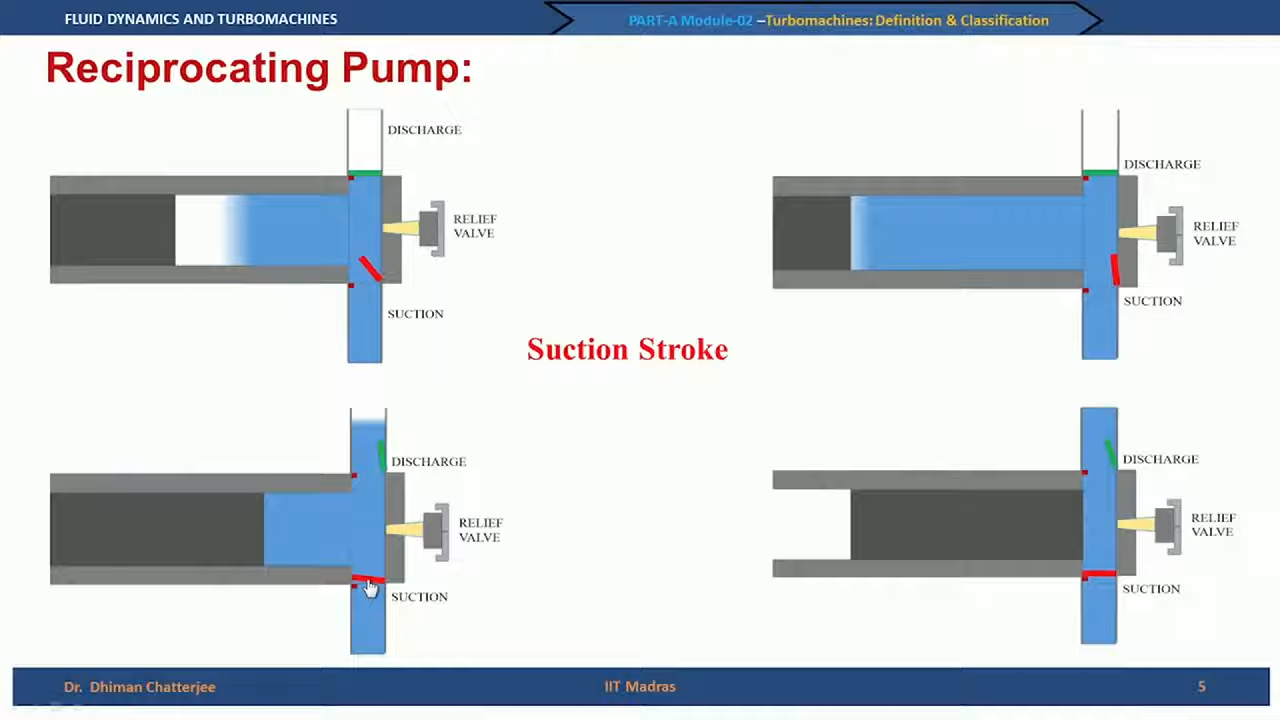 FLUID DYNAMICS AND TURBOMACHINES
PART-A Module-02 –Turbomachines: Definition & Classification
Reciprocating Pump:
DISCHARGE
RELIEF
VALVE
SUCTION
DISCHARGE
RELIEF
VALVE
SUCTION
Suction Stroke
DISCHARGE
RELIEF
VALVE
SUCTION
DISCHARGE
RELIEF
VALVE
SUCTION
Dr. Dhiman Chatterjee
IIT Madras
5